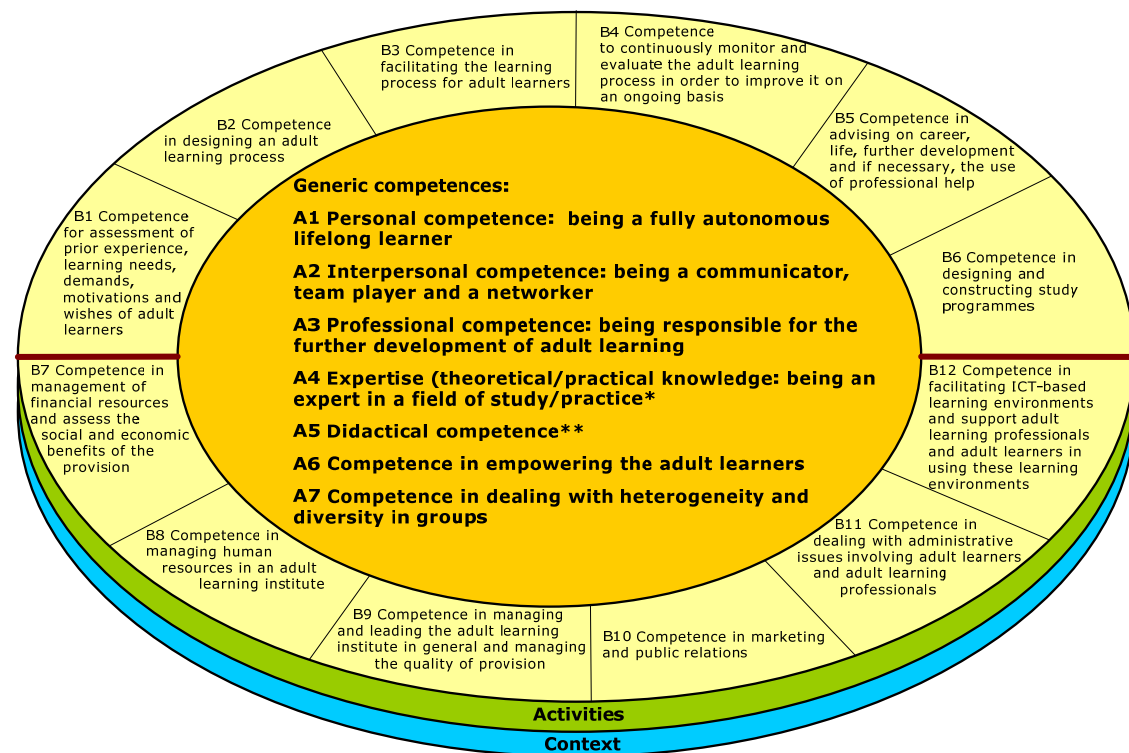 B4 Competence
to continuously monitor and
evaluate the adult learning
process in order to improve it on
an ongoing basis
B3 Competence in
facilitating the learning
process for adult learners
B2 Competence
in designing an adult
learning process
B5 Competence in
advising on career,
life, further development
and if necessary, the use
of professional help
B1 Competence
for assessment of
prior experience,
learning needs,
demands,
motivations and
wishes of adult
learners
Generic competences:
A1 Personal competence:  being a fully autonomous
lifelong learner
A2 Interpersonal competence: being a communicator,
team player and a networker
A3 Professional competence: being responsible for the
further development of adult learning
A4 Expertise (theoretical/practical knowledge: being an
expert in a field of study/practice*
A5 Didactical competence**
A6 Competence in empowering the adult learners
A7 Competence in dealing with heterogeneity and
diversity in groups
B6 Competence in
designing and
constructing study
programmes
B7 Competence in
management of
financial resources
and assess the
social and economic
benefits of the
provision
B12 Competence in
facilitating ICT-based
learning environments
and support adult
learning professionals
and adult learners in
using these learning
environments
B8 Competence in
managing human
resources in an adult
learning institute
B11 Competence in
dealing with administrative
issues involving adult learners
and adult learning
professionals
B9 Competence in managing
and leading the adult learning
institute in general and managing
the quality of provision
B10 Competence in marketing
and public relations
Activities
Context